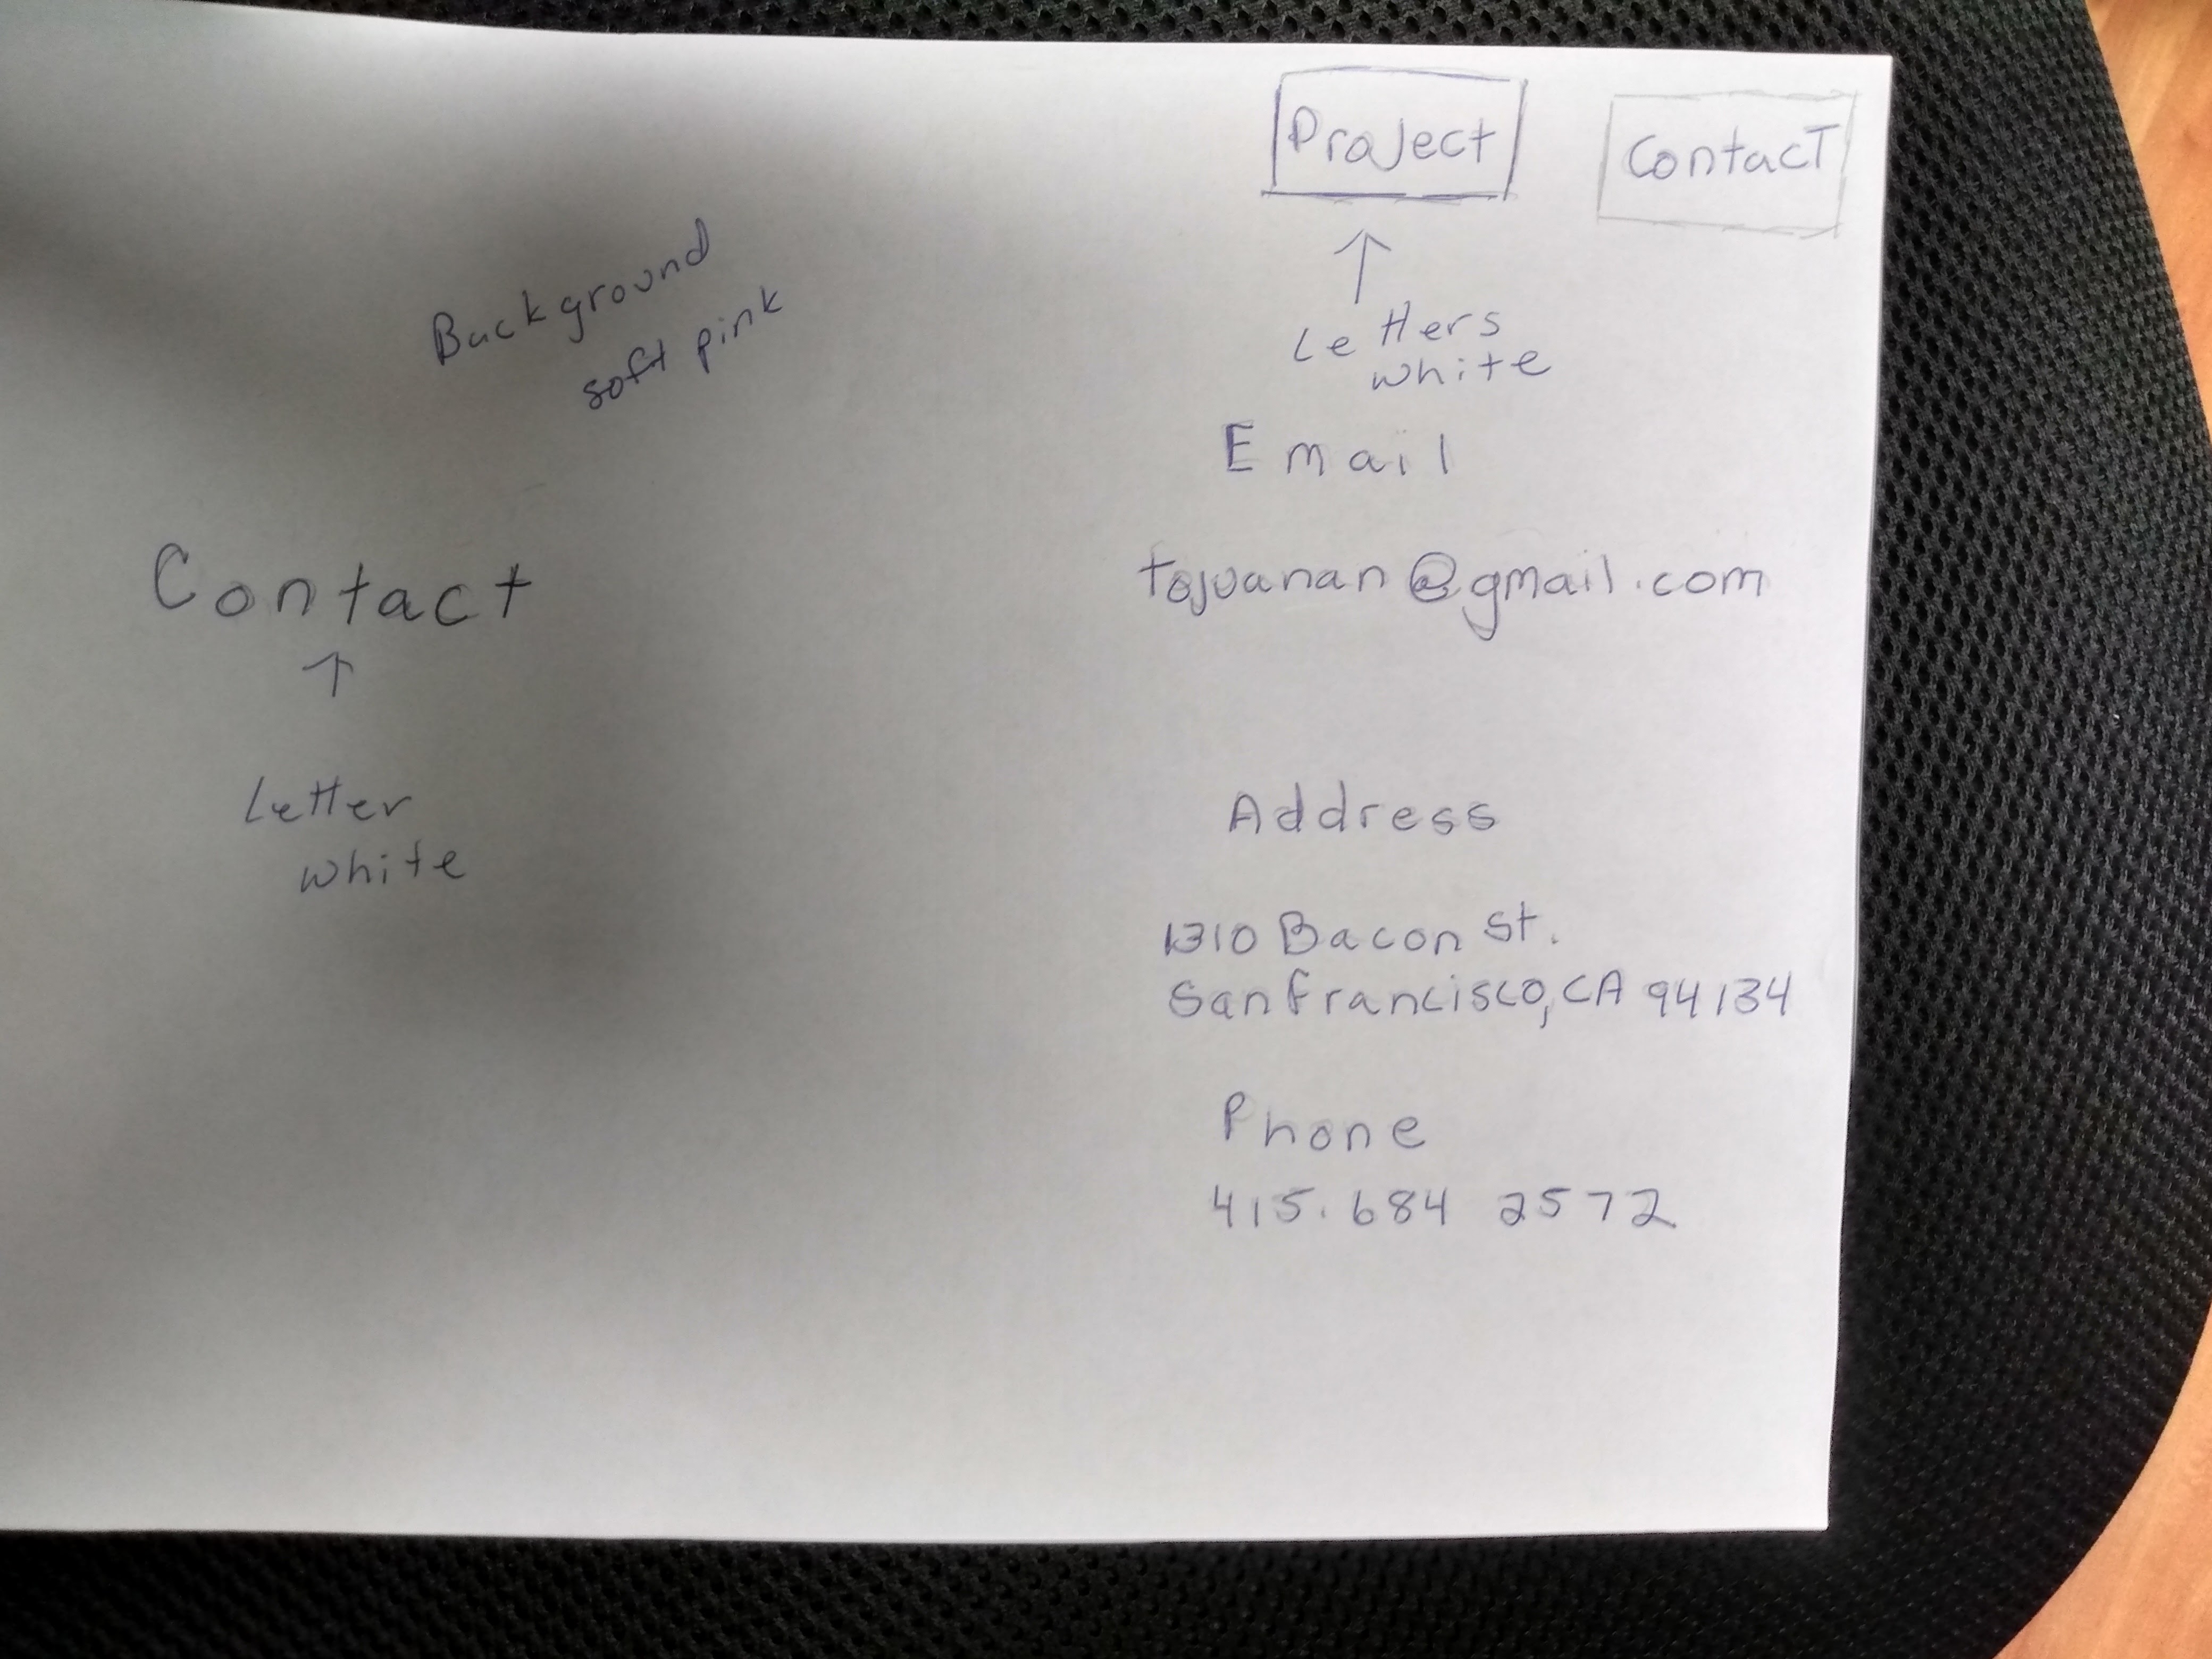 Project
Contact
Letters
white
Background
soft pink
Email
tojuanan@gmail.com
Contact
Letter
white
Address
1310 Bacon St.
San Francisco, CA 94134
Phone
415.684 2572